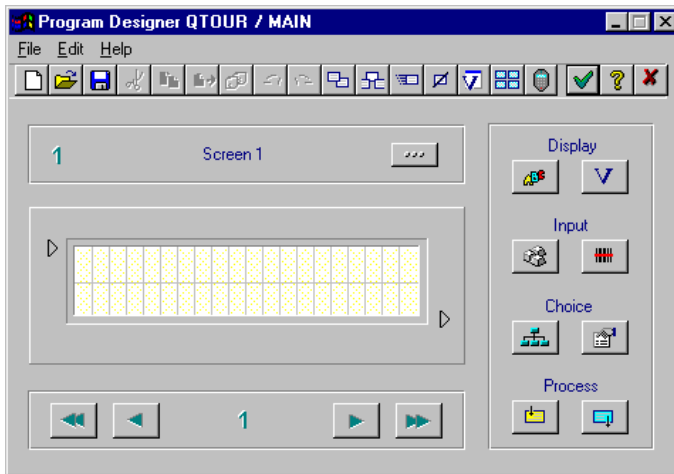 Program Designer QTOUR / MAIN
File Edit Help
1 Screen 1 ...
Display
V
Input
Choice
Process
1